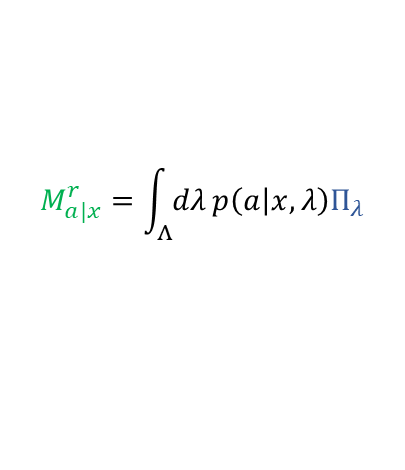 M^r_{a|x} = ∫_Λ dλ p(a|x, λ)Π_λ